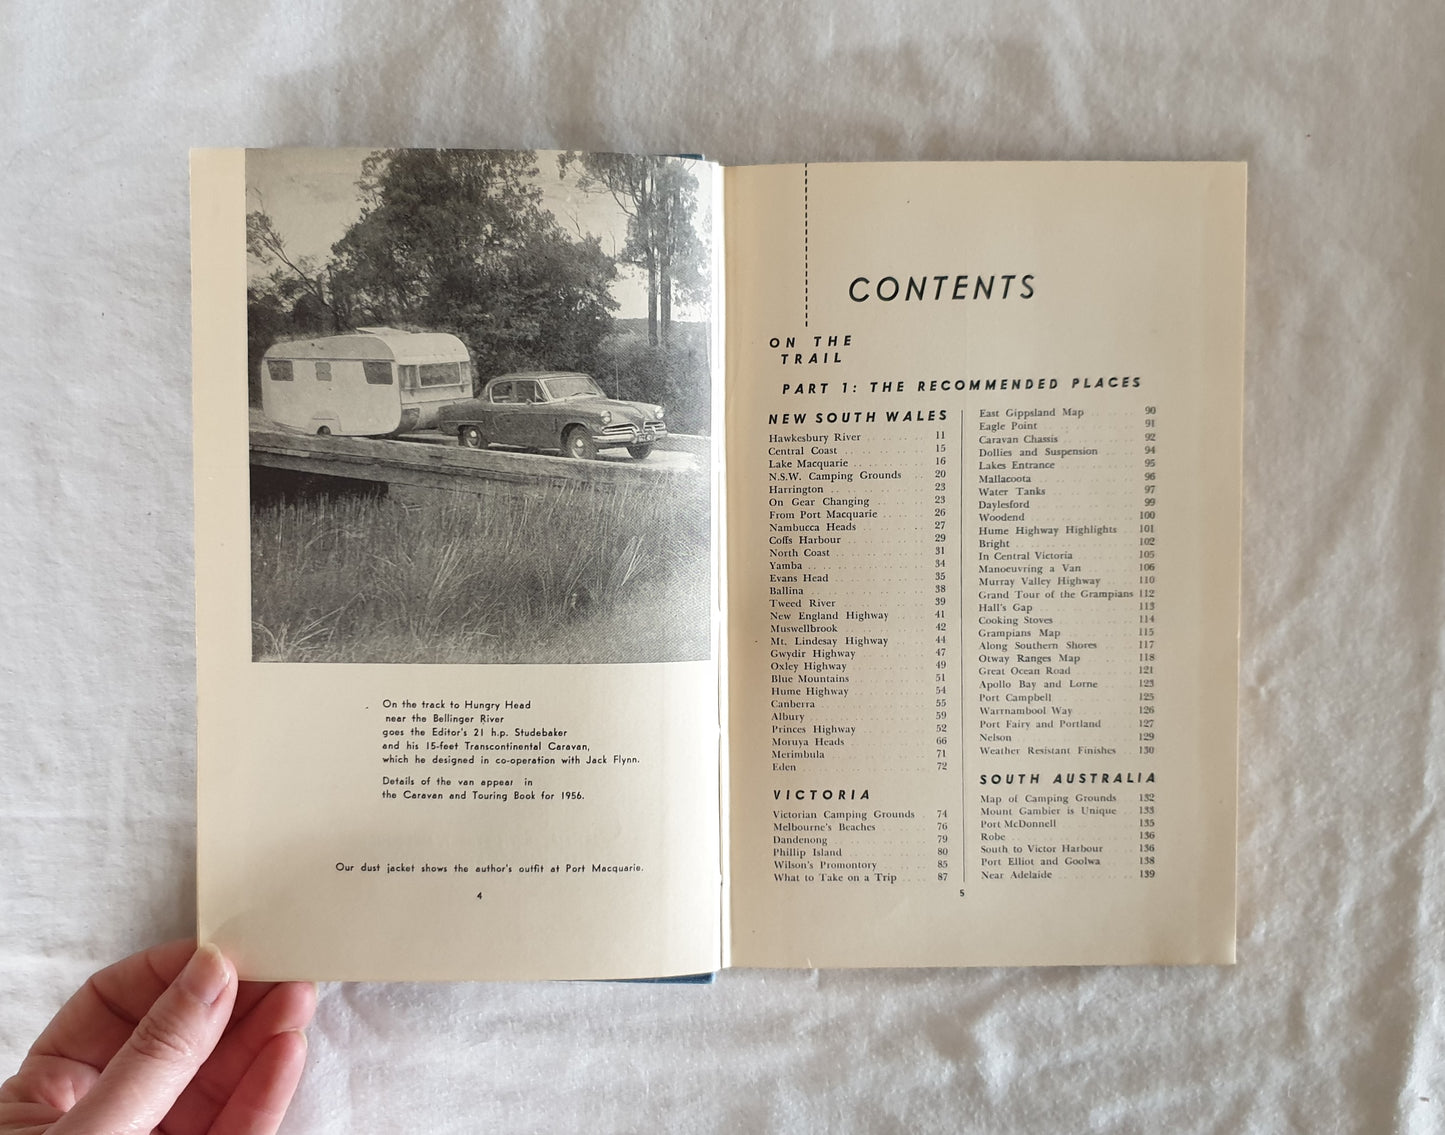 On the track to Hungry Head
near the Bellinger River
goes the Editor's 21 h.p. Studebaker
and his 15-feet Transcontinental Caravan,
which he designed in co-operation with Jack Flynn.
Details of the van appear in
the Caravan and Touring Book for 1956.
Our dust jacket shows the author's outfit at Port Macquarie.
4
CONTENTS
ON THE
TRAIL
PART 1: THE RECOMMENDED PLACES
NEW SOUTH WALES
Hawkesbury River 11
Central Coast 15
Lake Macquarie 16
N.S.W. Camping Grounds 20
Harrington 23
On Gear Changing 23
From Port Macquarie 26
Nambucca Heads 27
Coffs Harbour 29
North Coast 31
Yamba 34
Evans Head 35
Ballina 38
Tweed River 39
New England Highway 41
Muswellbrook 42
Mt. Lindesay Highway 44
Gwydir Highway 47
Oxley Highway 49
Blue Mountains 51
Hume Highway 54
Canberra 55
Albury 59
Princes Highway 52
Moruya Heads 66
Merimbula 71
Eden 72
VICTORIA
Victorian Camping Grounds 74
Melbourne's Beaches 76
Dandenong 79
Phillip Island 80
Wilson's Promontory 85
What to Take on a Trip 87
East Gippsland Map 90
Eagle Point 91
Caravan Chassis 92
Dollies and Suspension 94
Lakes Entrance 95
Mallacoota 96
Water Tanks 97
Daylesford 99
Woodend 100
Hume Highway Highlights 101
Bright 102
In Central Victoria 105
Manoeuvring a Van 106
Murray Valley Highway 110
Grand Tour of the Grampians 112
Hall's Gap 113
Cooking Stoves 114
Grampians Map 115
Along Southern Shores 117
Otway Ranges Map 118
Great Ocean Road 121
Apollo Bay and Lorne 123
Port Campbell 125
Warrnambool Way 126
Port Fairy and Portland 127
Nelson 129
Weather Resistant Finishes 130
SOUTH AUSTRALIA
Map of Camping Grounds 132
Mount Gambier is Unique 133
Port McDonnell 135
Robe 136
South to Victor Harbour 136
Port Elliot and Goolwa 138
Near Adelaide 139
5